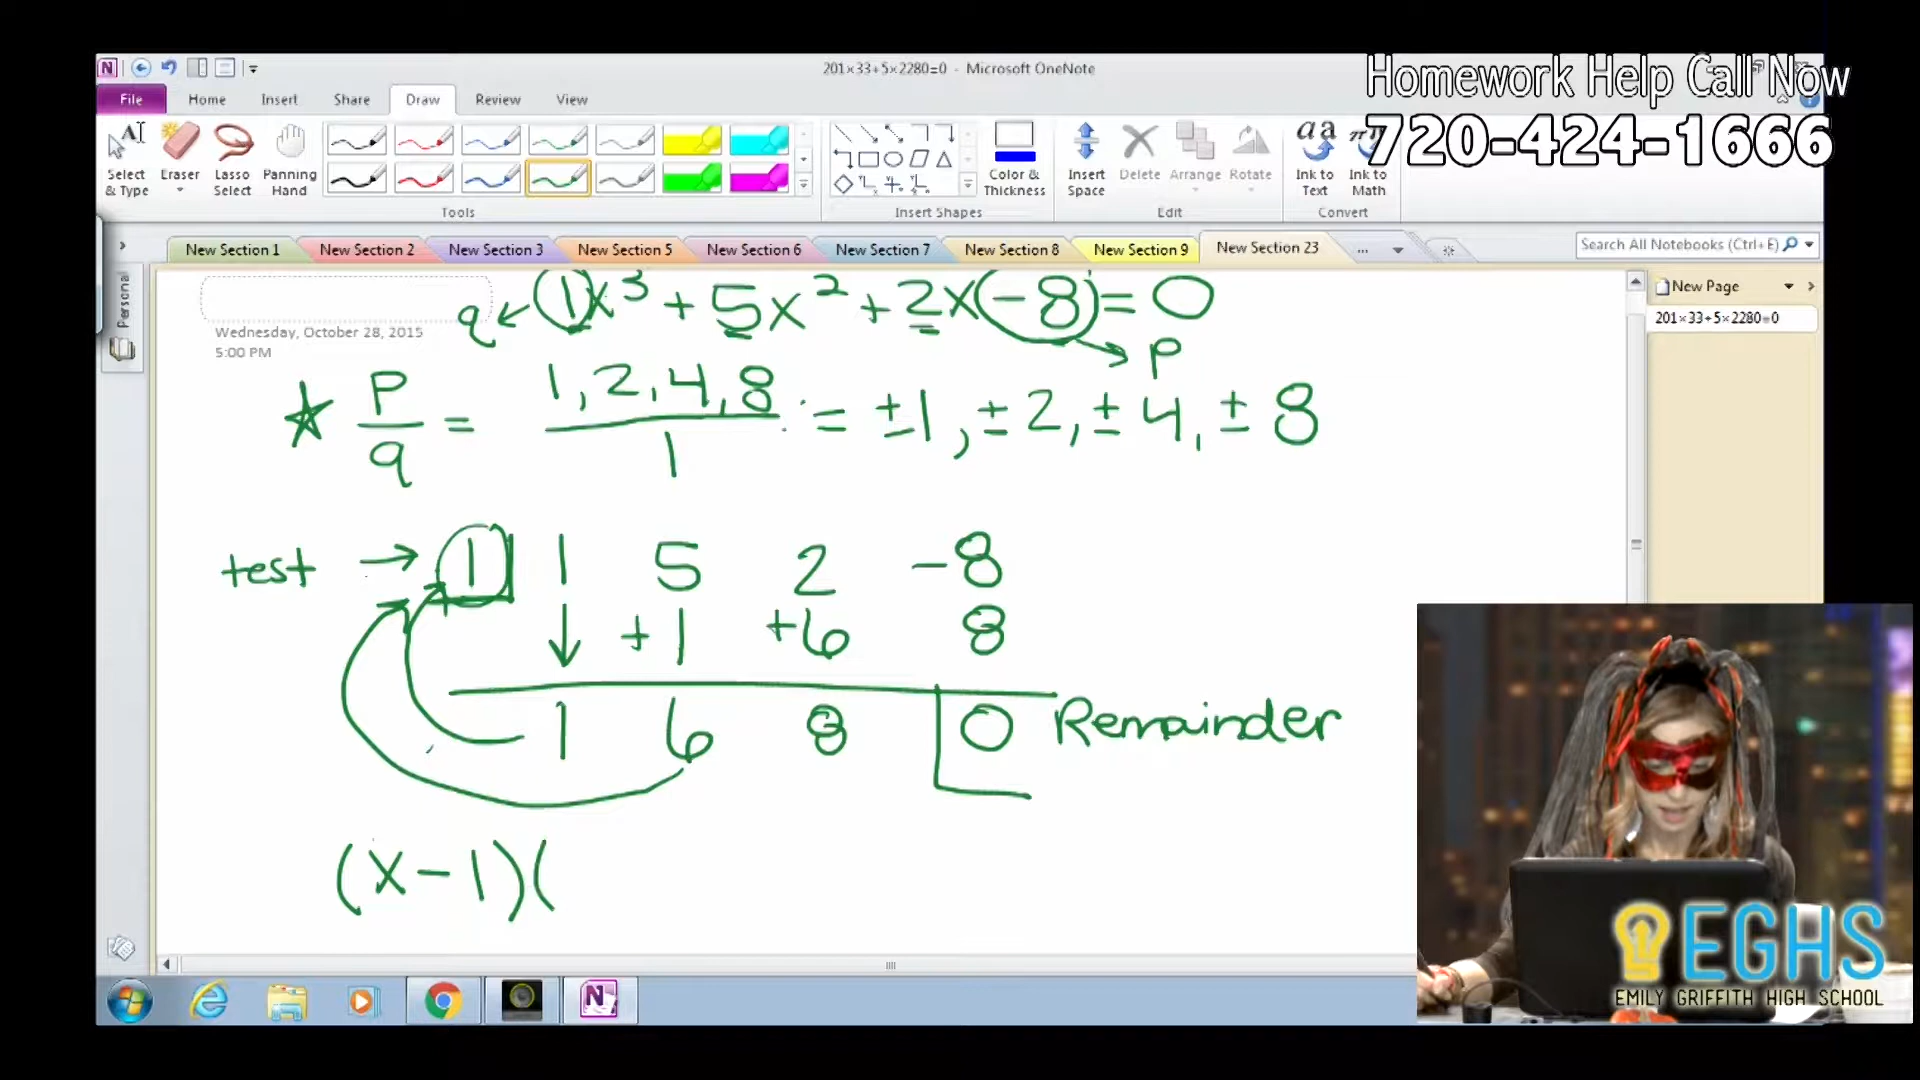 201×33+5×2280=0 - Microsoft OneNote
Homework Help Call Now
720-424-1666
File Home Insert Share Draw Review View
Select & Type
Eraser
Lasso Select
Panning Hand
Tools
Insert Shapes
Color & Thickness
Insert Space
Delete
Arrange
Rotate
Edit
Ink to Text
Ink to Math
Convert
New Section 1 New Section 2 New Section 3 New Section 5 New Section 6 New Section 7 New Section 8 New Section 9 New Section 23 ...
Search All Notebooks (Ctrl+E)
Personal
New Page
201×33+5×2280=0
Wednesday, October 28, 2015
5:00 PM
q ← 1x³ + 5x² + 2x - 8 = 0
→ p
★ p/q = 1, 2, 4, 8 / 1 = ±1, ±2, ±4, ±8
test → 1 1 5 2 -8
↓ +1 +6 8
1 6 8 0 Remainder
(x-1)(
EGHS
EMILY GRIFFITH HIGH SCHOOL